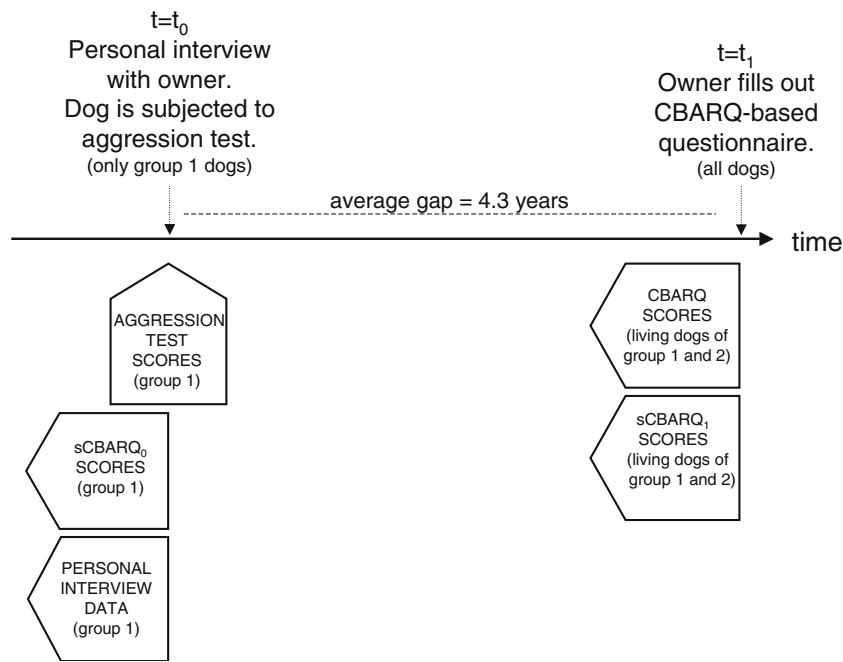 t=t₀
Personal interview
with owner.
Dog is subjected to
aggression test.
(only group 1 dogs)
t=t₁
Owner fills out
CBARQ-based
questionnaire.
(all dogs)
average gap = 4.3 years
time
AGGRESSION
TEST
SCORES
(group 1)
sCBARQ₀
SCORES
(group 1)
PERSONAL
INTERVIEW
DATA
(group 1)
CBARQ
SCORES
(living dogs of
group 1 and 2)
sCBARQ₁
SCORES
(living dogs of
group 1 and 2)